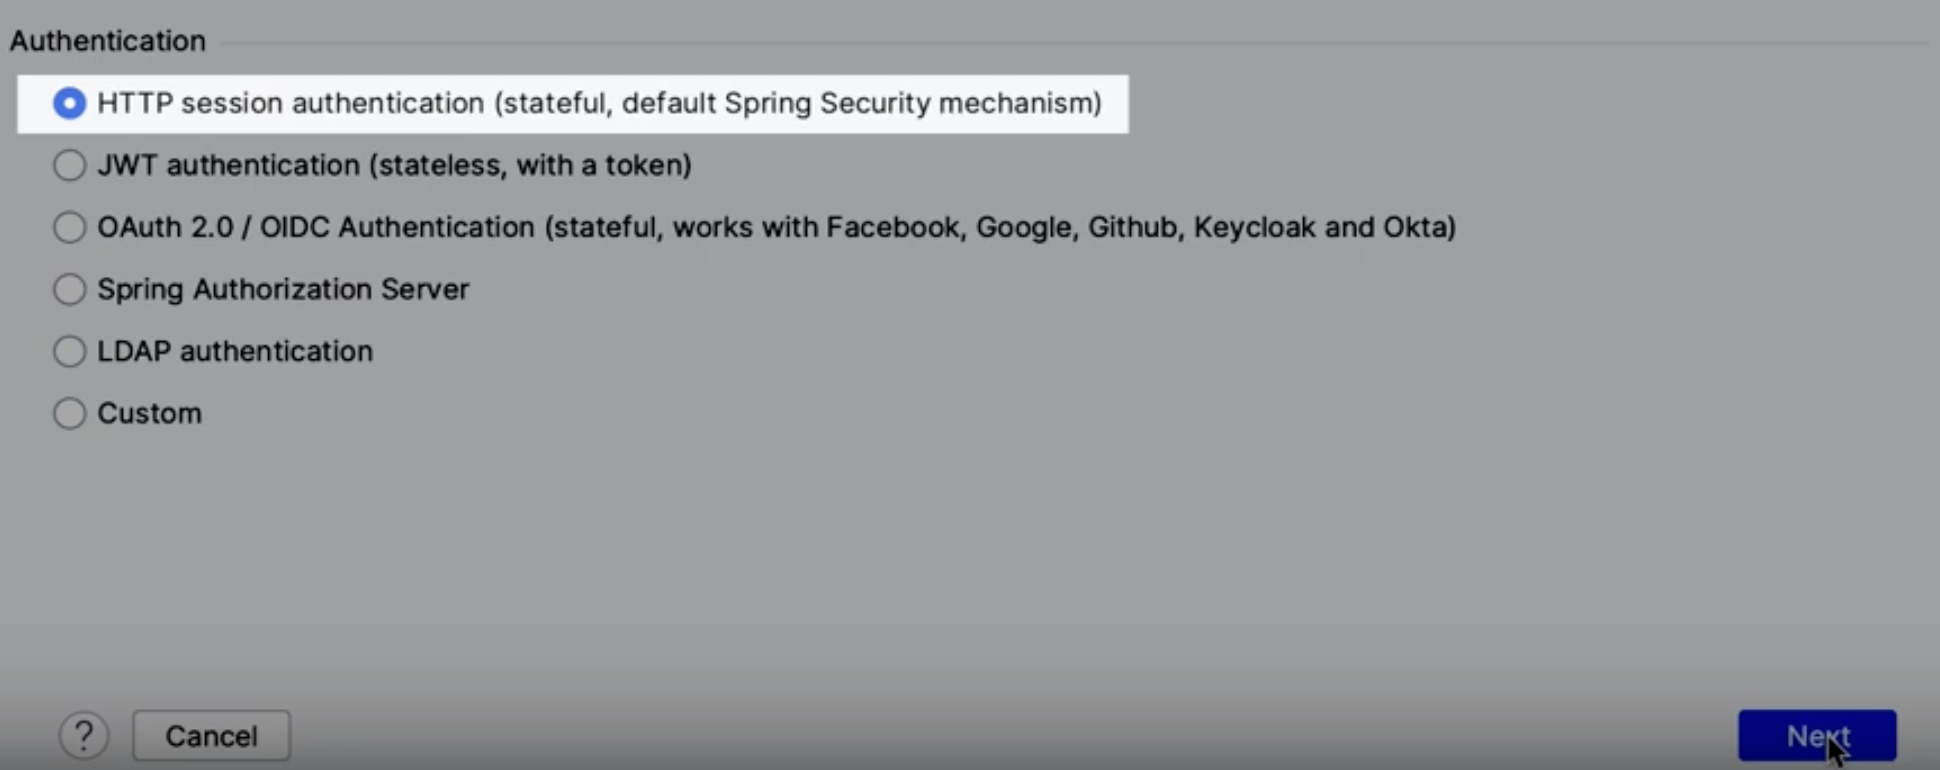 Authentication
HTTP session authentication (stateful, default Spring Security mechanism)
JWT authentication (stateless, with a token)
OAuth 2.0 / OIDC Authentication (stateful, works with Facebook, Google, Github, Keycloak and Okta)
Spring Authorization Server
LDAP authentication
Custom
? Cancel Next